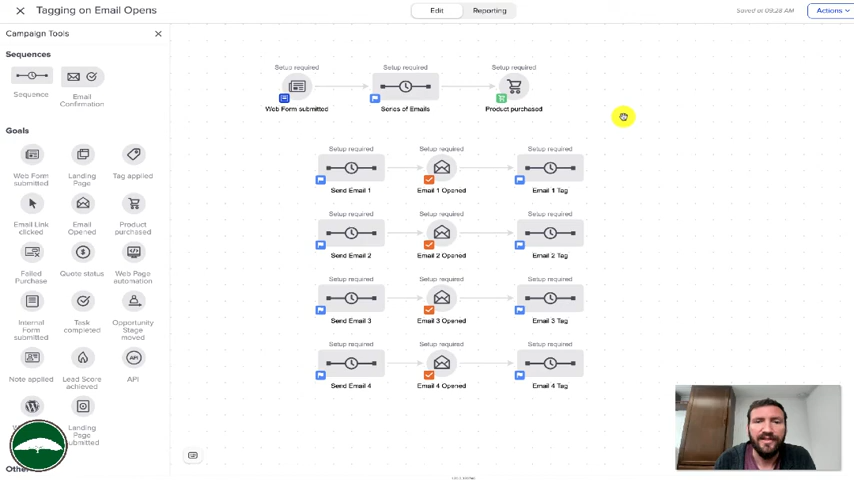 Tagging on Email Opens
Edit
Reporting
Saved at 09:28 AM
Actions
Campaign Tools
Sequences
Sequence
Email
Confirmation
Goals
Web Form
submitted
Landing
Page
Tag applied
Email Link
clicked
Email
Opened
Product
purchased
Failed
Purchase
Quote status
Web Page
automation
Internal
Form
submitted
Task
completed
Opportunity
Stage
moved
Note applied
Lead Score
achieved
API
API
Landing
Page
submitted
Setup required
Setup required
Setup required
Web Form submitted
Series of Emails
Product purchased
Setup required
Setup required
Setup required
Send Email 1
Email 1 Opened
Email 1 Tag
Setup required
Setup required
Setup required
Send Email 2
Email 2 Opened
Email 2 Tag
Setup required
Setup required
Setup required
Send Email 3
Email 3 Opened
Email 3 Tag
Setup required
Setup required
Setup required
Send Email 4
Email 4 Opened
Email 4 Tag